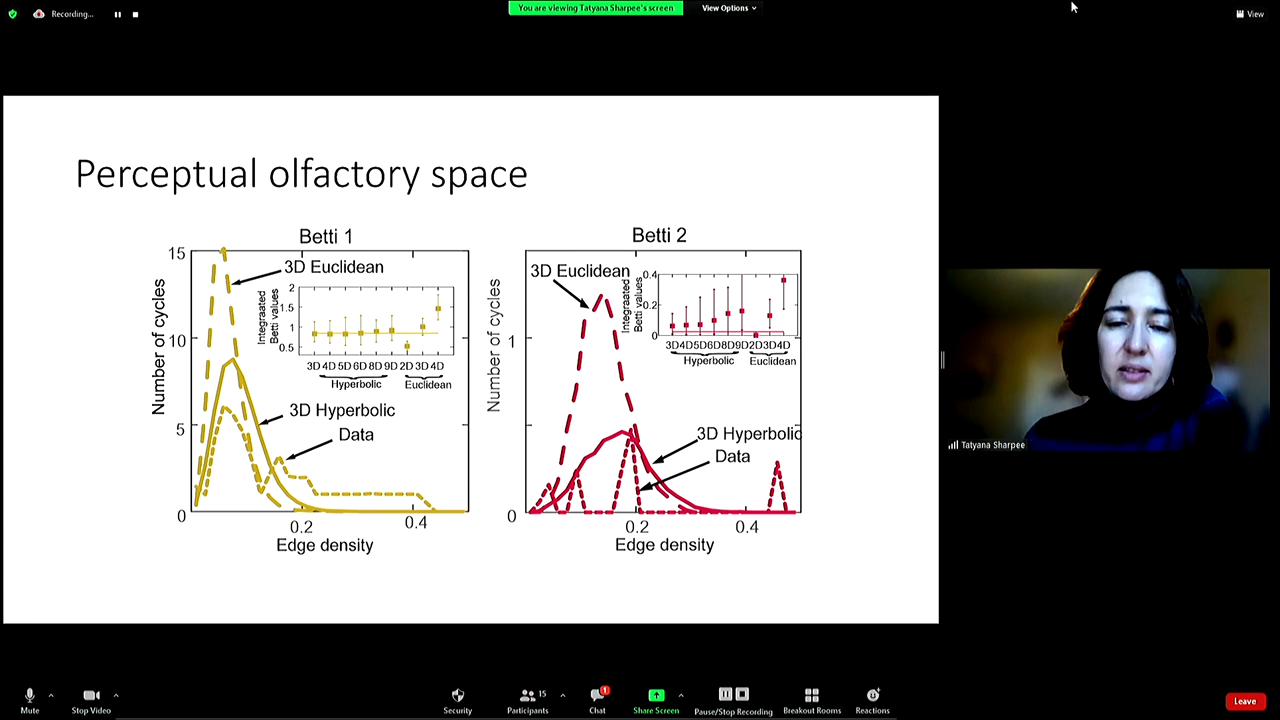 Recording...
You are viewing Tatyana Sharpee's screen
View Options
View
Perceptual olfactory space
Betti 1
15
10
5
0
Number of cycles
3D Euclidean
Integraated
Betti values
2
1.5
1
0.5
3D 4D 5D 6D 8D 9D 2D 3D 4D
Hyperbolic
Euclidean
3D Hyperbolic
Data
0.2
0.4
Edge density
Betti 2
1
0
Number of cycles
3D Euclidean
Integraated
Betti values
0.4
0.2
0
3D4D5D6D8D9D2D3D4D
Hyperbolic
Euclidean
3D Hyperbolic
Data
0.2
0.4
Edge density
Tatyana Sharpee
Mute
Stop Video
Security
Participants
15
Chat
1
Share Screen
Pause/Stop Recording
Breakout Rooms
Reactions
Leave